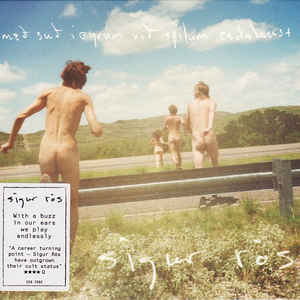 með suð í eyrum við spilum endalaust
sigur rós
With a buzz
in our ears
we play
endlessly
"A career turning
point – Sigur Rós
have outgrown
their cult status"
★★★★ Q
sigur rós